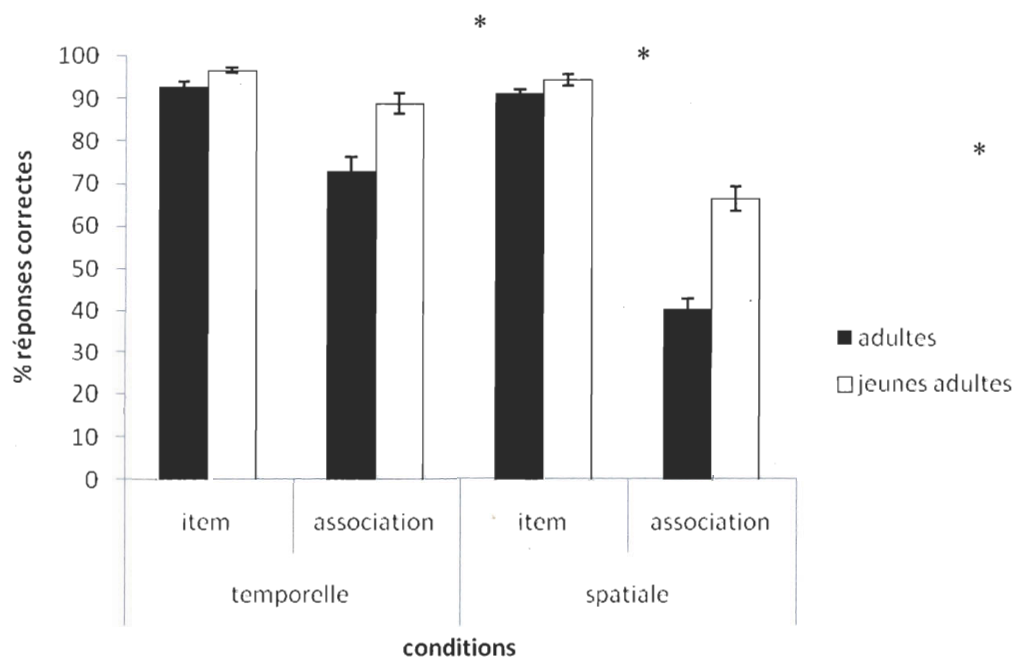 *
*
*
% réponses correctes
100
90
80
70
60
50
40
30
20
10
0
adultes
jeunes adultes
item association item association
temporelle spatiale
conditions